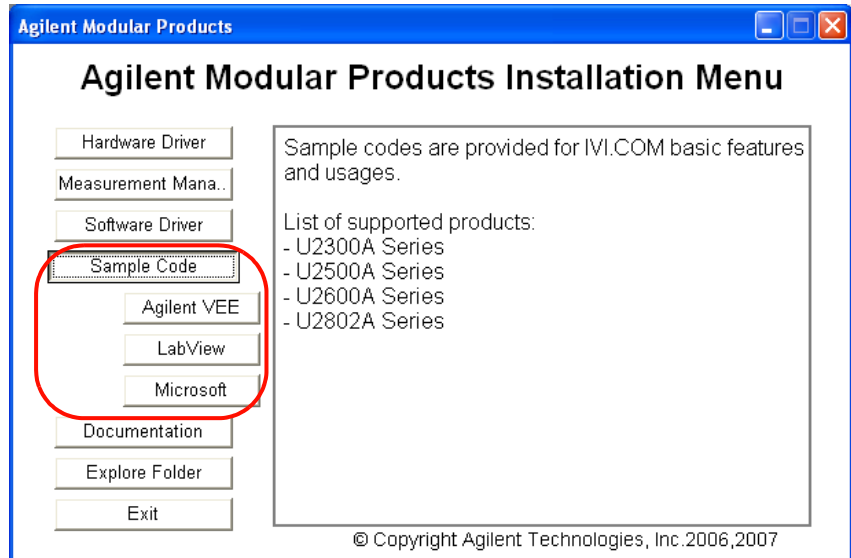 Agilent Modular Products
Agilent Modular Products Installation Menu
Hardware Driver
Measurement Mana..
Software Driver
Sample Code
Agilent VEE
LabView
Microsoft
Documentation
Explore Folder
Exit
Sample codes are provided for IVI.COM basic features
and usages.
List of supported products:
- U2300A Series
- U2500A Series
- U2600A Series
- U2802A Series
© Copyright Agilent Technologies, Inc.2006,2007